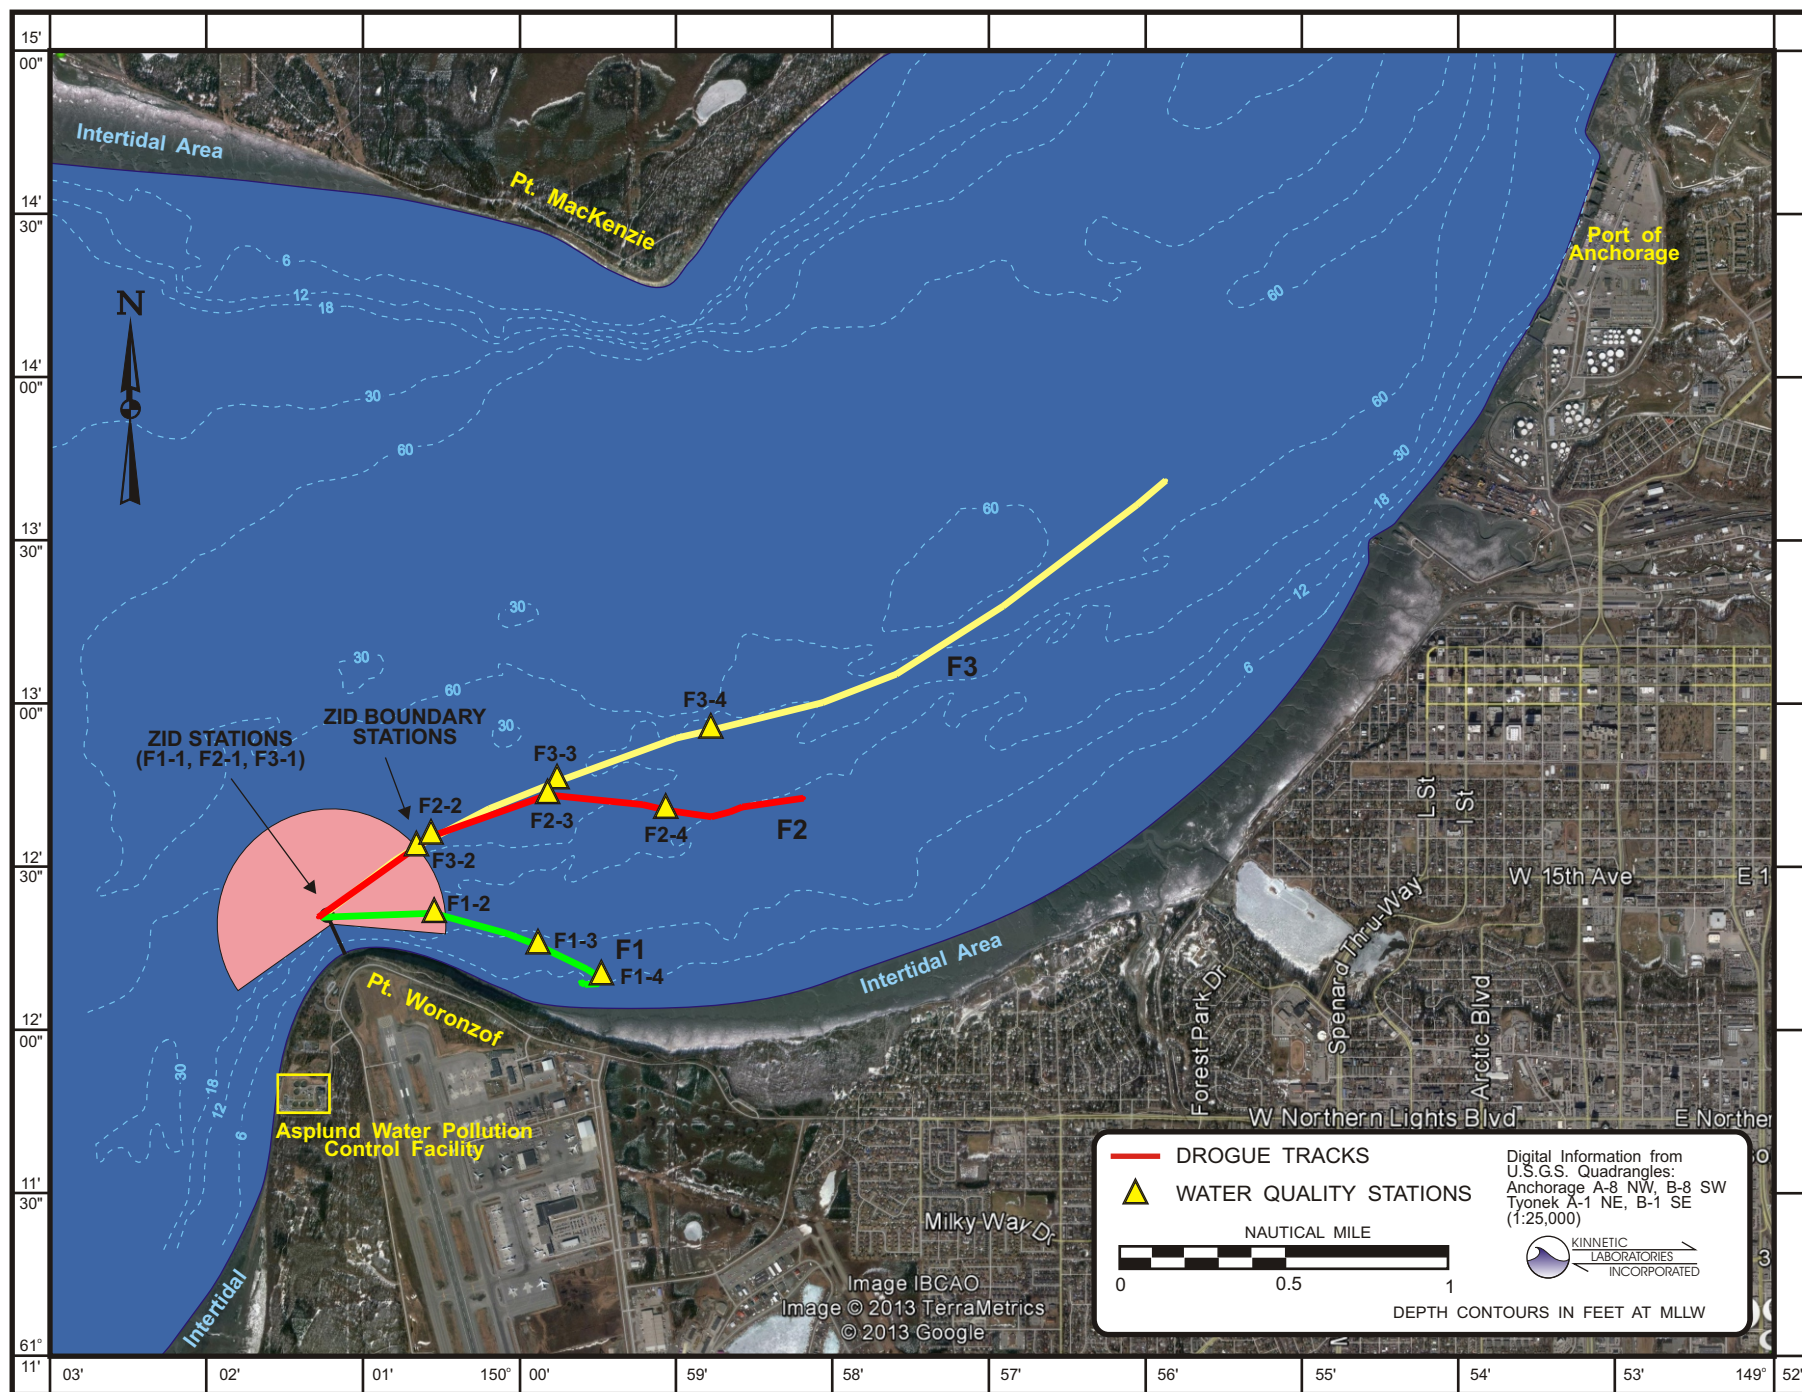 15'
00"
Intertidal Area
Pt. MacKenzie
14'
30"
Port of
Anchorage
6
12
18
60
N
14'
00"
30
60
60
60
30
18
13'
30"
60
30
12
6
30
60
30
F3
13'
00"
F3-4
ZID BOUNDARY
STATIONS
ZID STATIONS
(F1-1, F2-1, F3-1)
F3-3
F2-2
F2-3
F2-4
F2
F3-2
12'
30"
F1-2
F1-3
F1
F1-4
L St
I St
W 15th Ave
E 1
Spenard Thru-Way
Forest Park Dr
Arctic Blvd
Intertidal Area
Pt. Woronzof
12'
00"
30
18
12
6
Asplund Water Pollution
Control Facility
W Northern Lights Blvd
E Norther
11'
30"
Milky Way Dr
Intertidal
Image IBCAO
Image © 2013 TerraMetrics
© 2013 Google
DROGUE TRACKS
WATER QUALITY STATIONS
NAUTICAL MILE
0
0.5
1
Digital Information from
U.S.G.S. Quadrangles:
Anchorage A-8 NW, B-8 SW
Tyonek A-1 NE, B-1 SE
(1:25,000)
KINNETIC
LABORATORIES
INCORPORATED
DEPTH CONTOURS IN FEET AT MLLW
61°
11'
03'
02'
01'
150° 00'
59'
58'
57'
56'
55'
54'
53'
149° 52'